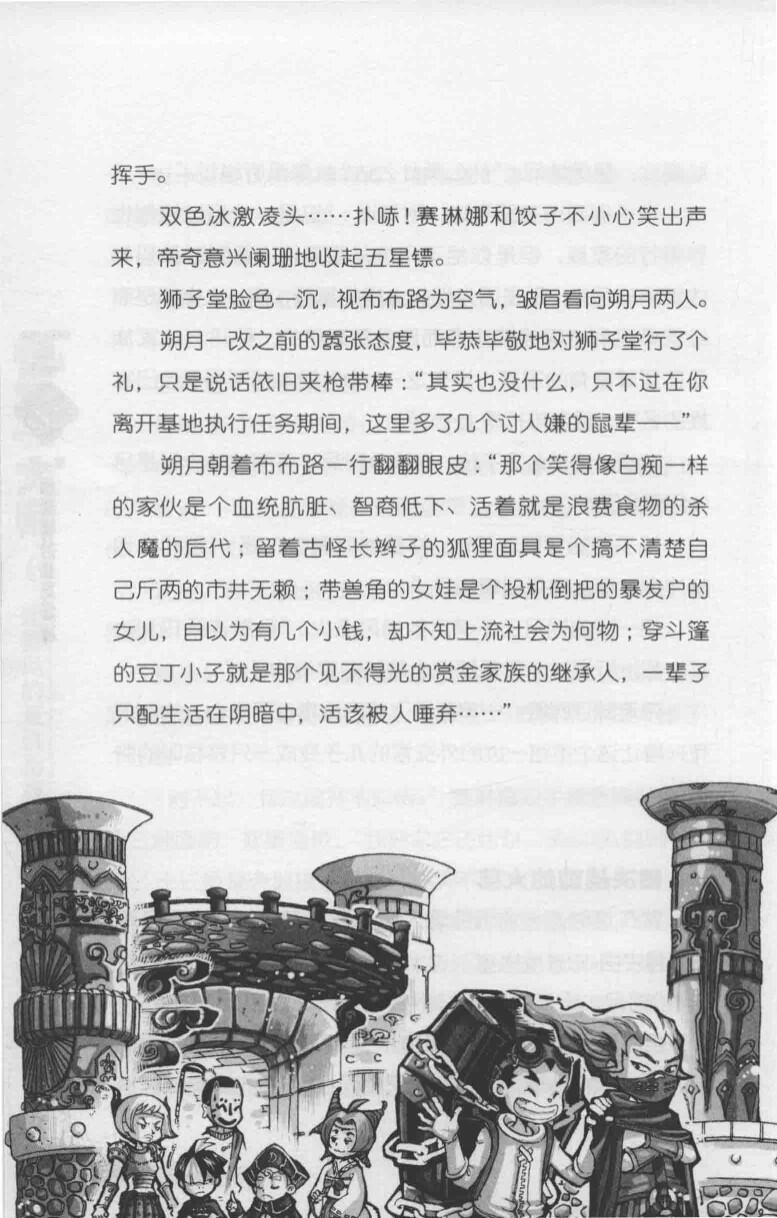 挥手。
双色冰激凌头……扑哧！赛琳娜和饺子不小心笑出声
来，帝奇意兴阑珊地收起五星镖。
狮子堂脸色一沉，视布布路为空气，皱眉看向朔月两人。
朔月一改之前的嚣张态度，毕恭毕敬地对狮子堂行了个
礼，只是说话依旧夹枪带棒：“其实也没什么，只不过在你
离开基地执行任务期间，这里多了几个讨人嫌的鼠辈——”
朔月朝着布布路一行翻翻眼皮：“那个笑得像白痴一样
的家伙是个血统肮脏、智商低下、活着就是浪费食物的杀
人魔的后代；留着古怪长辫子的狐狸面具是个搞不清楚自
己斤两的市井无赖；带兽角的女娃是个投机倒把的暴发户的
女儿，自以为有几个小钱，却不知上流社会为何物；穿斗篷
的豆丁小子就是那个见不得光的赏金家族的继承人，一辈子
只配生活在阴暗中，活该被人唾弃……”